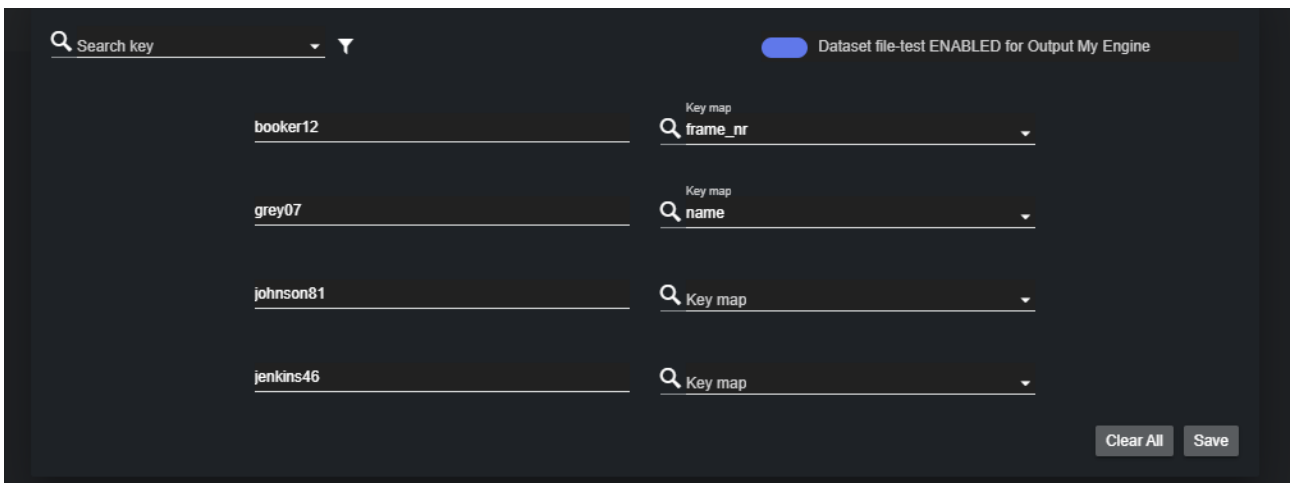 Search key
Dataset file-test ENABLED for Output My Engine
booker12
Key map
frame_nr
grey07
Key map
name
johnson81
Key map
jenkins46
Key map
Clear All
Save